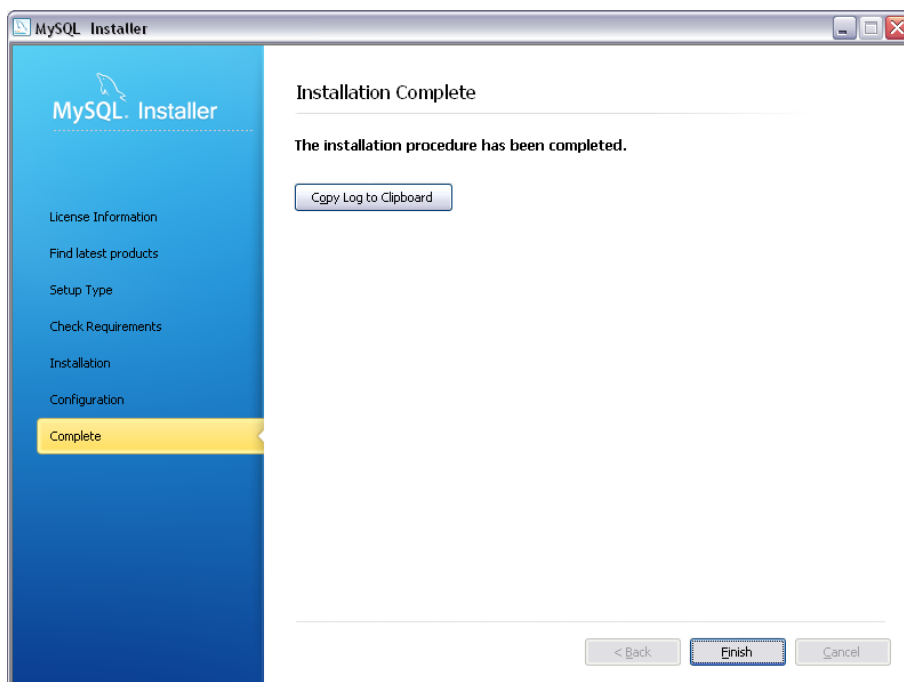 MySQL Installer
MySQL. Installer
License Information
Find latest products
Setup Type
Check Requirements
Installation
Configuration
Complete
Installation Complete
The installation procedure has been completed.
Copy Log to Clipboard
< Back
Finish
Cancel